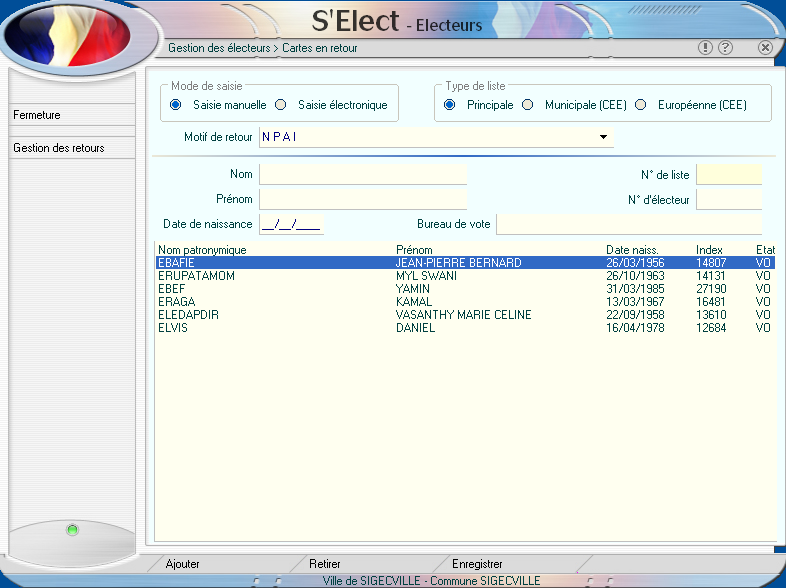 S'Elect - Electeurs
Gestion des électeurs > Cartes en retour
Fermeture
Gestion des retours
Mode de saisie
Saisie manuelle Saisie électronique
Type de liste
Principale Municipale (CEE) Européenne (CEE)
Motif de retour N P A I
Nom N° de liste
Prénom N° d'électeur
Date de naissance __/__/____ Bureau de vote
Nom patronymique Prénom Date naiss. Index Etat
EBAFIE JEAN-PIERRE BERNARD 26/03/1956 14807 VO
ERUPATAMOM MYL SWANI 26/10/1963 14131 VO
EBEF YAMIN 31/03/1985 27190 VO
ERAGA KAMAL 13/03/1967 16481 VO
ELEDAPDIR VASANTHY MARIE CELINE 22/09/1958 13610 VO
ELVIS DANIEL 16/04/1978 12684 VO
Ajouter Retirer Enregistrer
Ville de SIGECVILLE - Commune SIGECVILLE